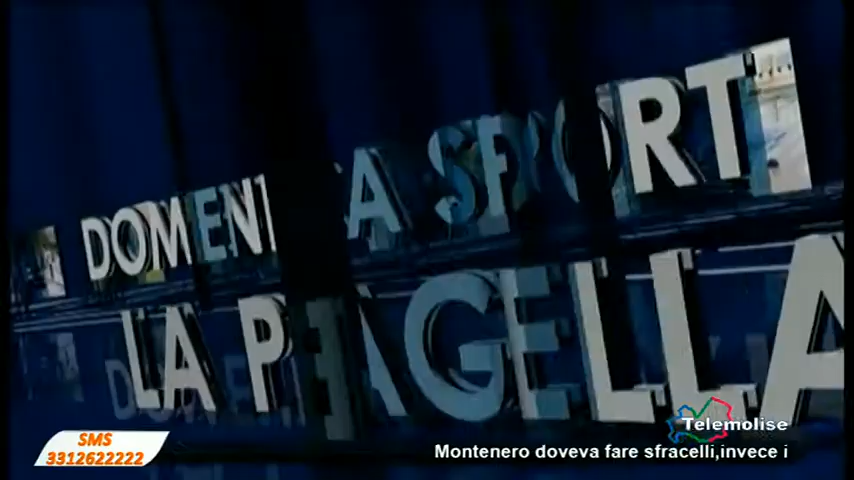 DOMENICA SPORT
LA PAGELLA
Telemolise
SMS
3312622222
Montenero doveva fare sfracelli,invece i